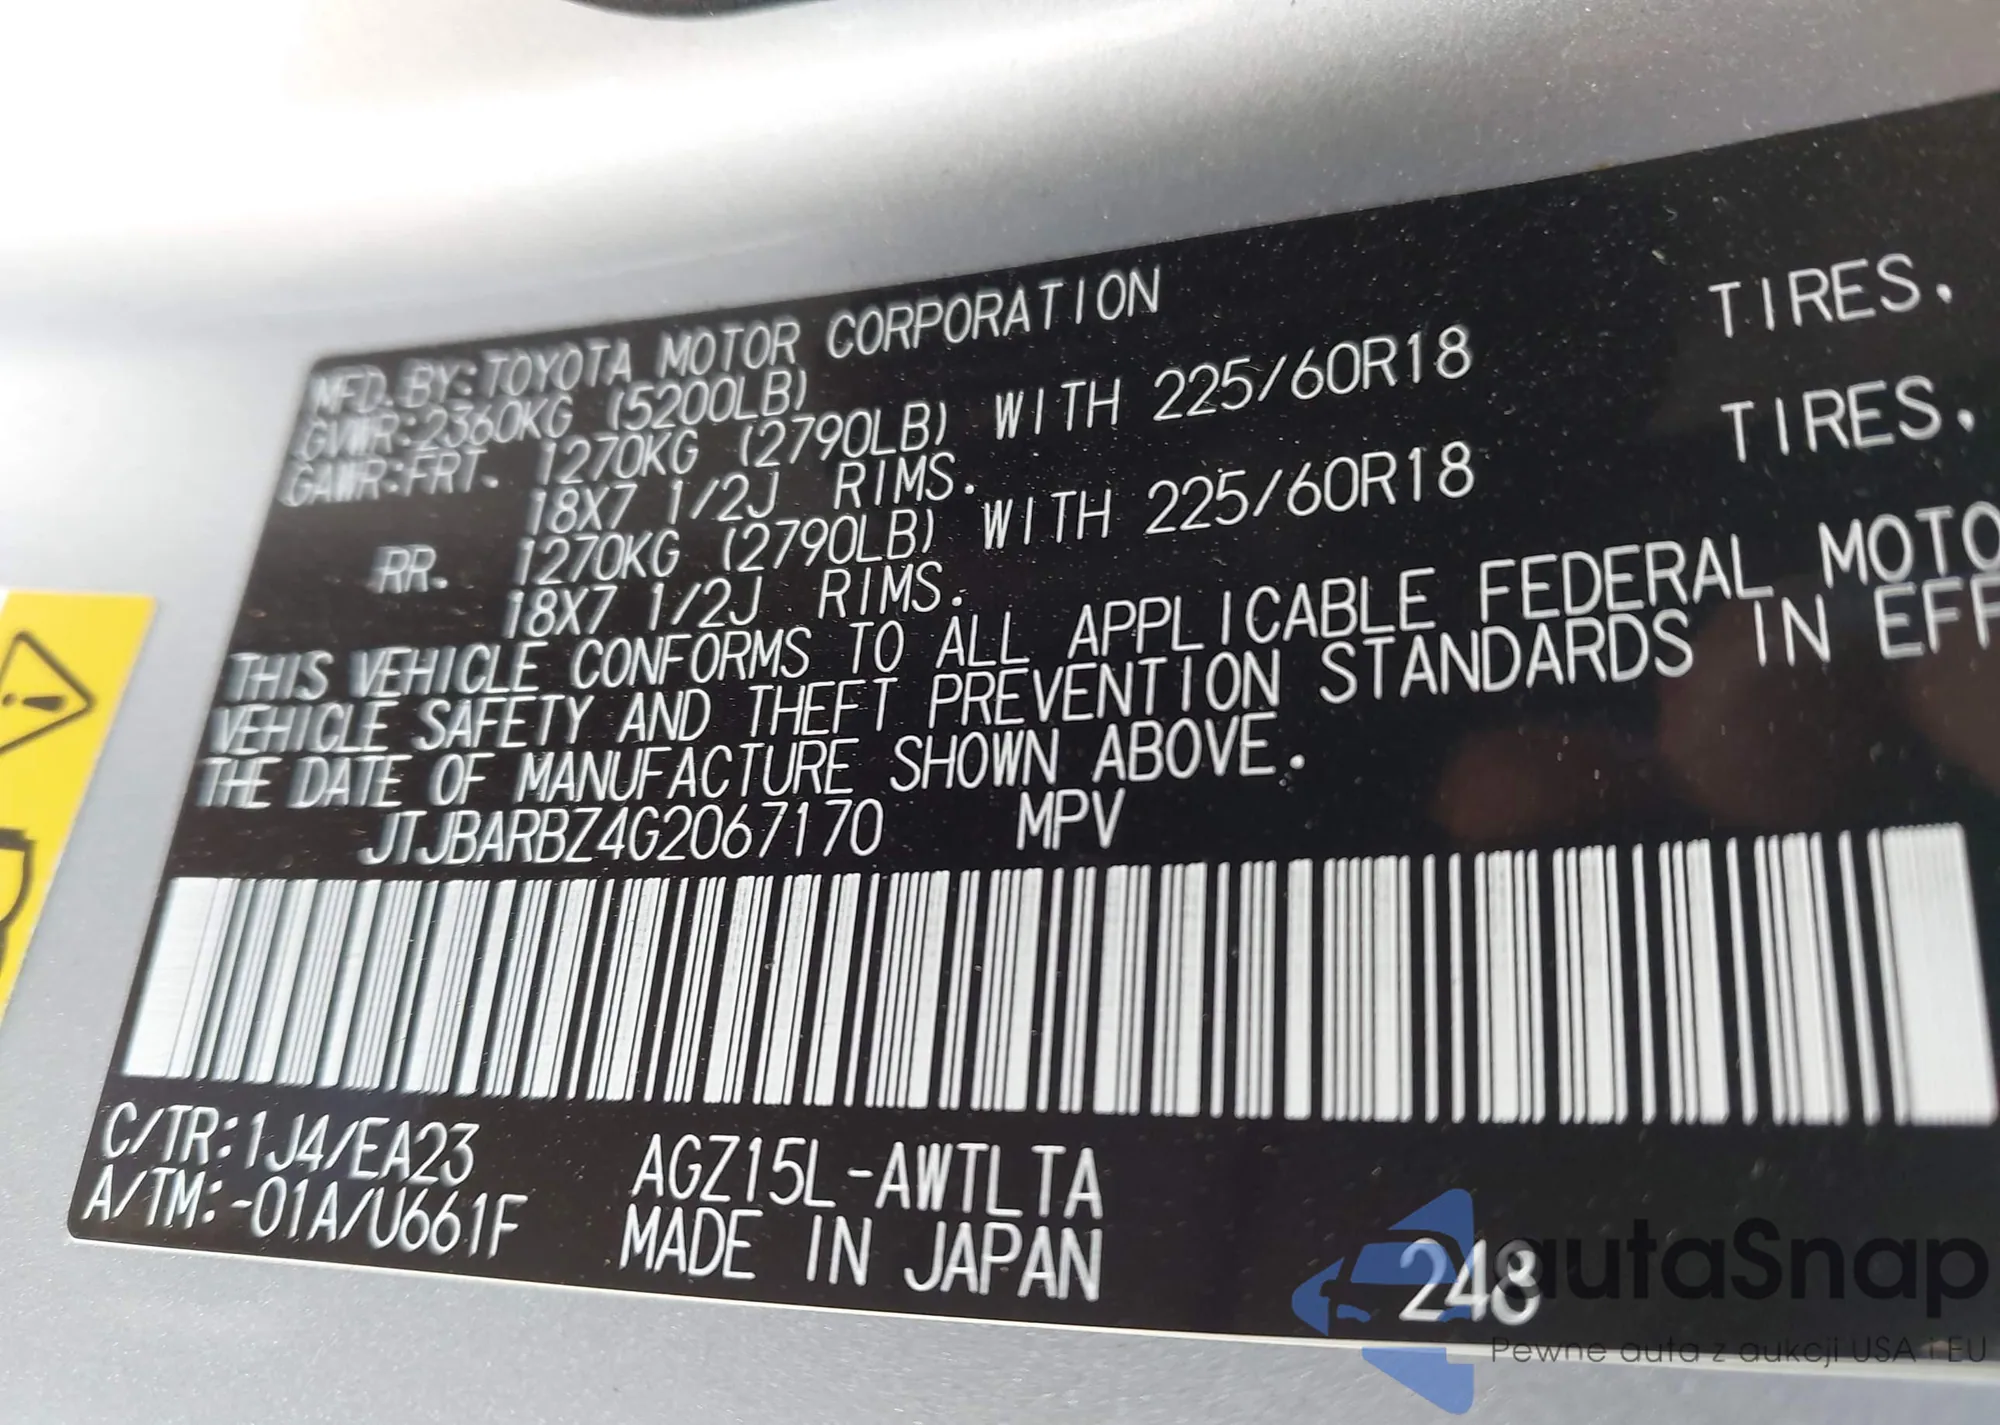 MFD.BY:TOYOTA MOTOR CORPORATION
GVWR:2360KG (5200LB)
GAWR:FRT. 1270KG (2790LB) WITH 225/60R18 TIRES,
18X7 1/2J RIMS.
RR. 1270KG (2790LB) WITH 225/60R18 TIRES,
18X7 1/2J RIMS.
THIS VEHICLE CONFORMS TO ALL APPLICABLE FEDERAL MOTO
VEHICLE SAFETY AND THEFT PREVENTION STANDARDS IN EFF
THE DATE OF MANUFACTURE SHOWN ABOVE.
JTJBARBZ4G2067170 MPV
C/TR:1J4/EA23 AGZ15L-AWTLTA
A/TM:-01A/U661F MADE IN JAPAN 248
autaSnap
Pewne auta z aukcji USA i EU